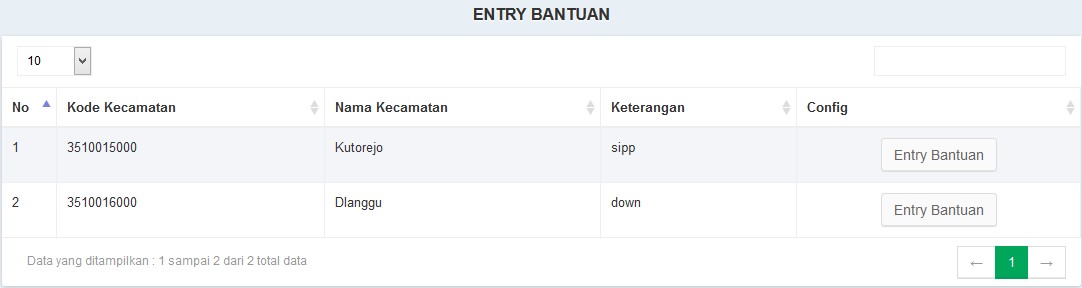 ENTRY BANTUAN
10
No Kode Kecamatan Nama Kecamatan Keterangan Config
1 3510015000 Kutorejo sipp Entry Bantuan
2 3510016000 Dlanggu down Entry Bantuan
Data yang ditampilkan : 1 sampai 2 dari 2 total data ← 1 →